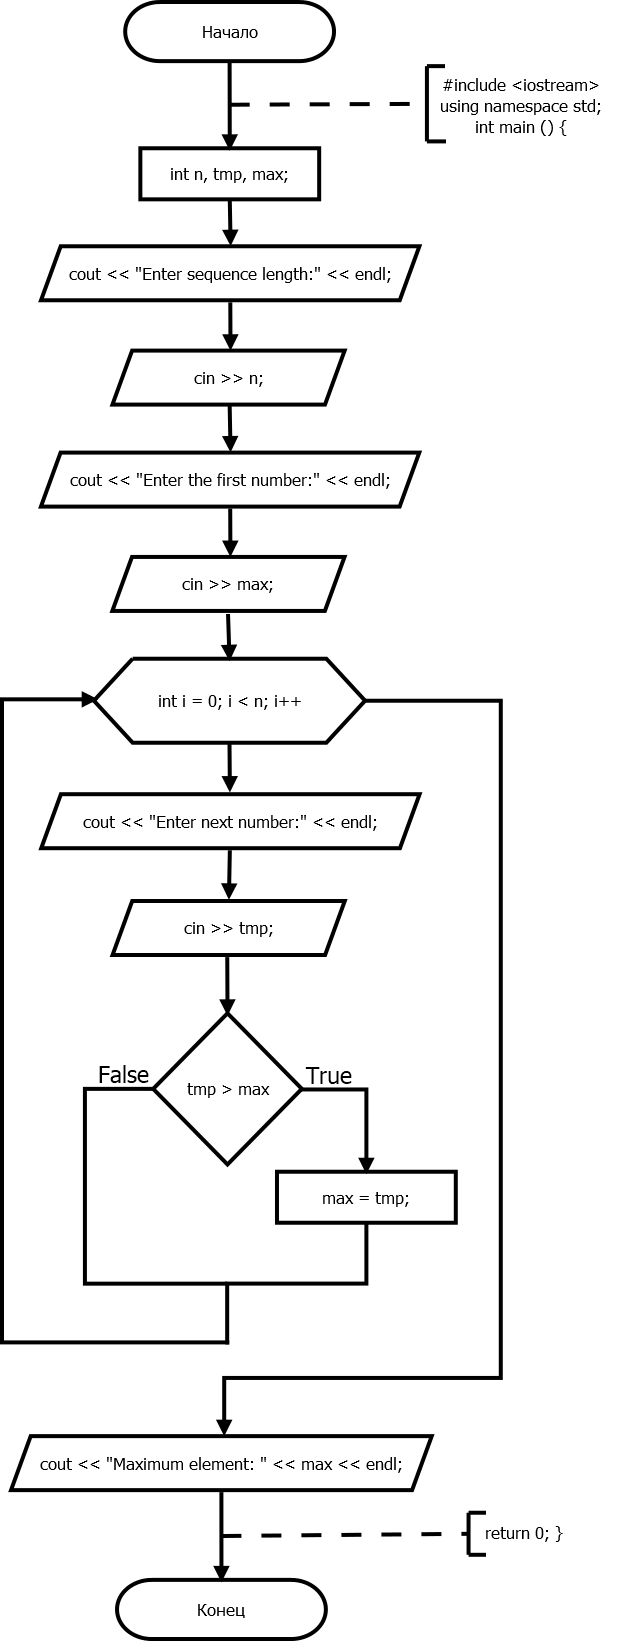 Начало
#include <iostream>
using namespace std;
int main () {
int n, tmp, max;
cout << "Enter sequence length:" << endl;
cin >> n;
cout << "Enter the first number:" << endl;
cin >> max;
int i = 0; i < n; i++
cout << "Enter next number:" << endl;
cin >> tmp;
False
True
tmp > max
max = tmp;
cout << "Maximum element: " << max << endl;
return 0; }
Конец